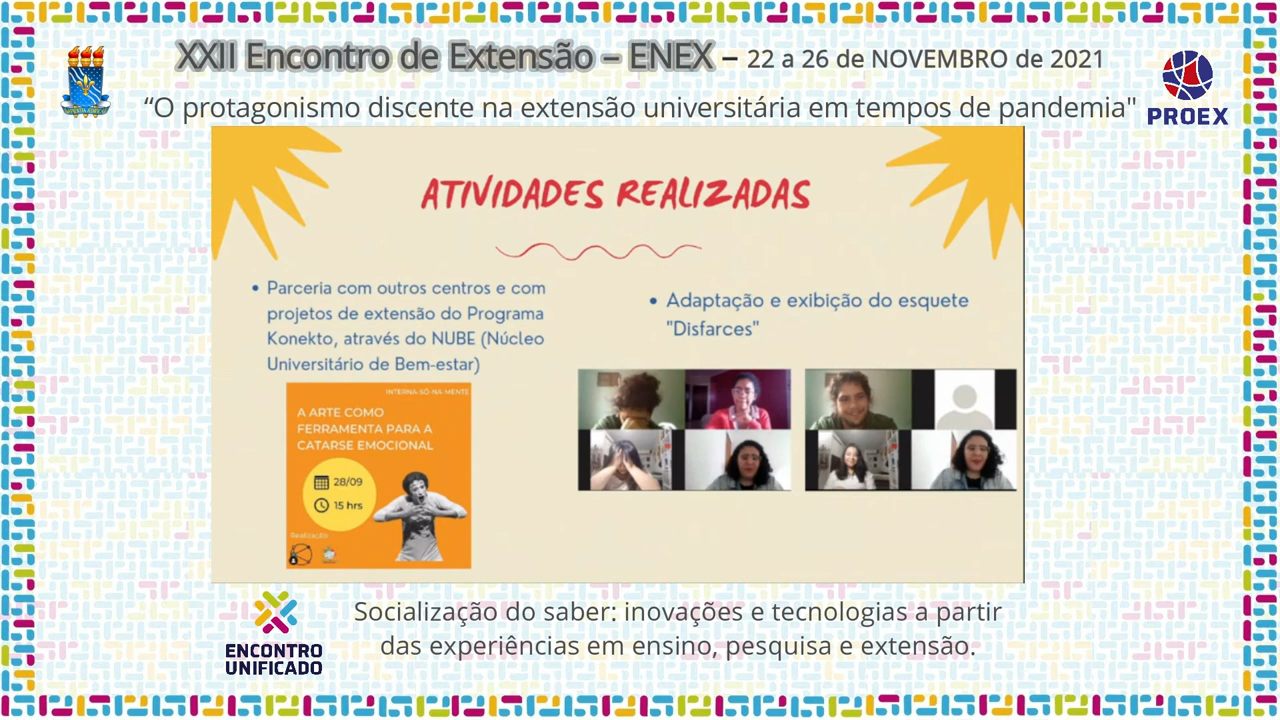 XXII Encontro de Extensão – ENEX – 22 a 26 de NOVEMBRO de 2021
“O protagonismo discente na extensão universitária em tempos de pandemia"
PROEX
ATIVIDADES REALIZADAS
• Parceria com outros centros e com
projetos de extensão do Programa
Konekto, através do NUBE (Núcleo
Universitário de Bem-estar)
INTERNA-SÓ NA MENTE
A ARTE COMO
FERRAMENTA PARA A
CATARSE EMOCIONAL
28/09
15 hrs
Realização
• Adaptação e exibição do esquete
"Disfarces"
ENCONTRO
UNIFICADO
Socialização do saber: inovações e tecnologias a partir
das experiências em ensino, pesquisa e extensão.